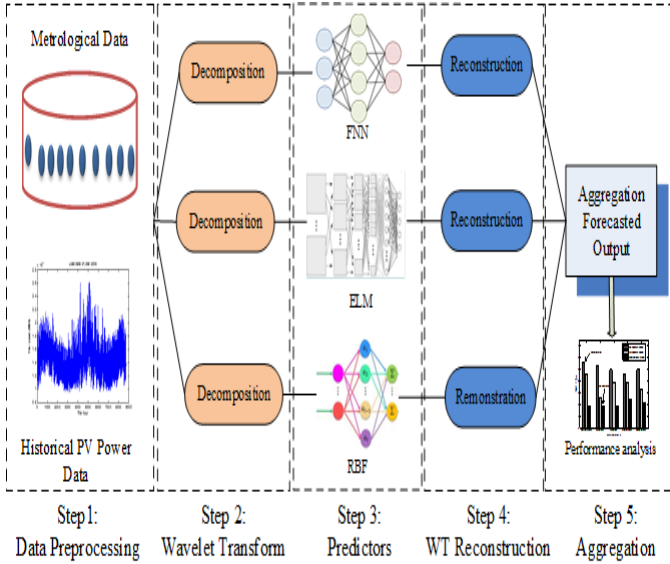 Metrological Data
Historical PV Power
Data
Decomposition
Decomposition
Decomposition
FNN
ELM
RBF
Reconstruction
Reconstruction
Remonstration
Aggregation
Forecasted
Output
Performance analysis
Step1:
Data Preprocessing
Step 2:
Wavelet Transform
Step 3:
Predictors
Step 4:
WT Reconstruction
Step 5:
Aggregation